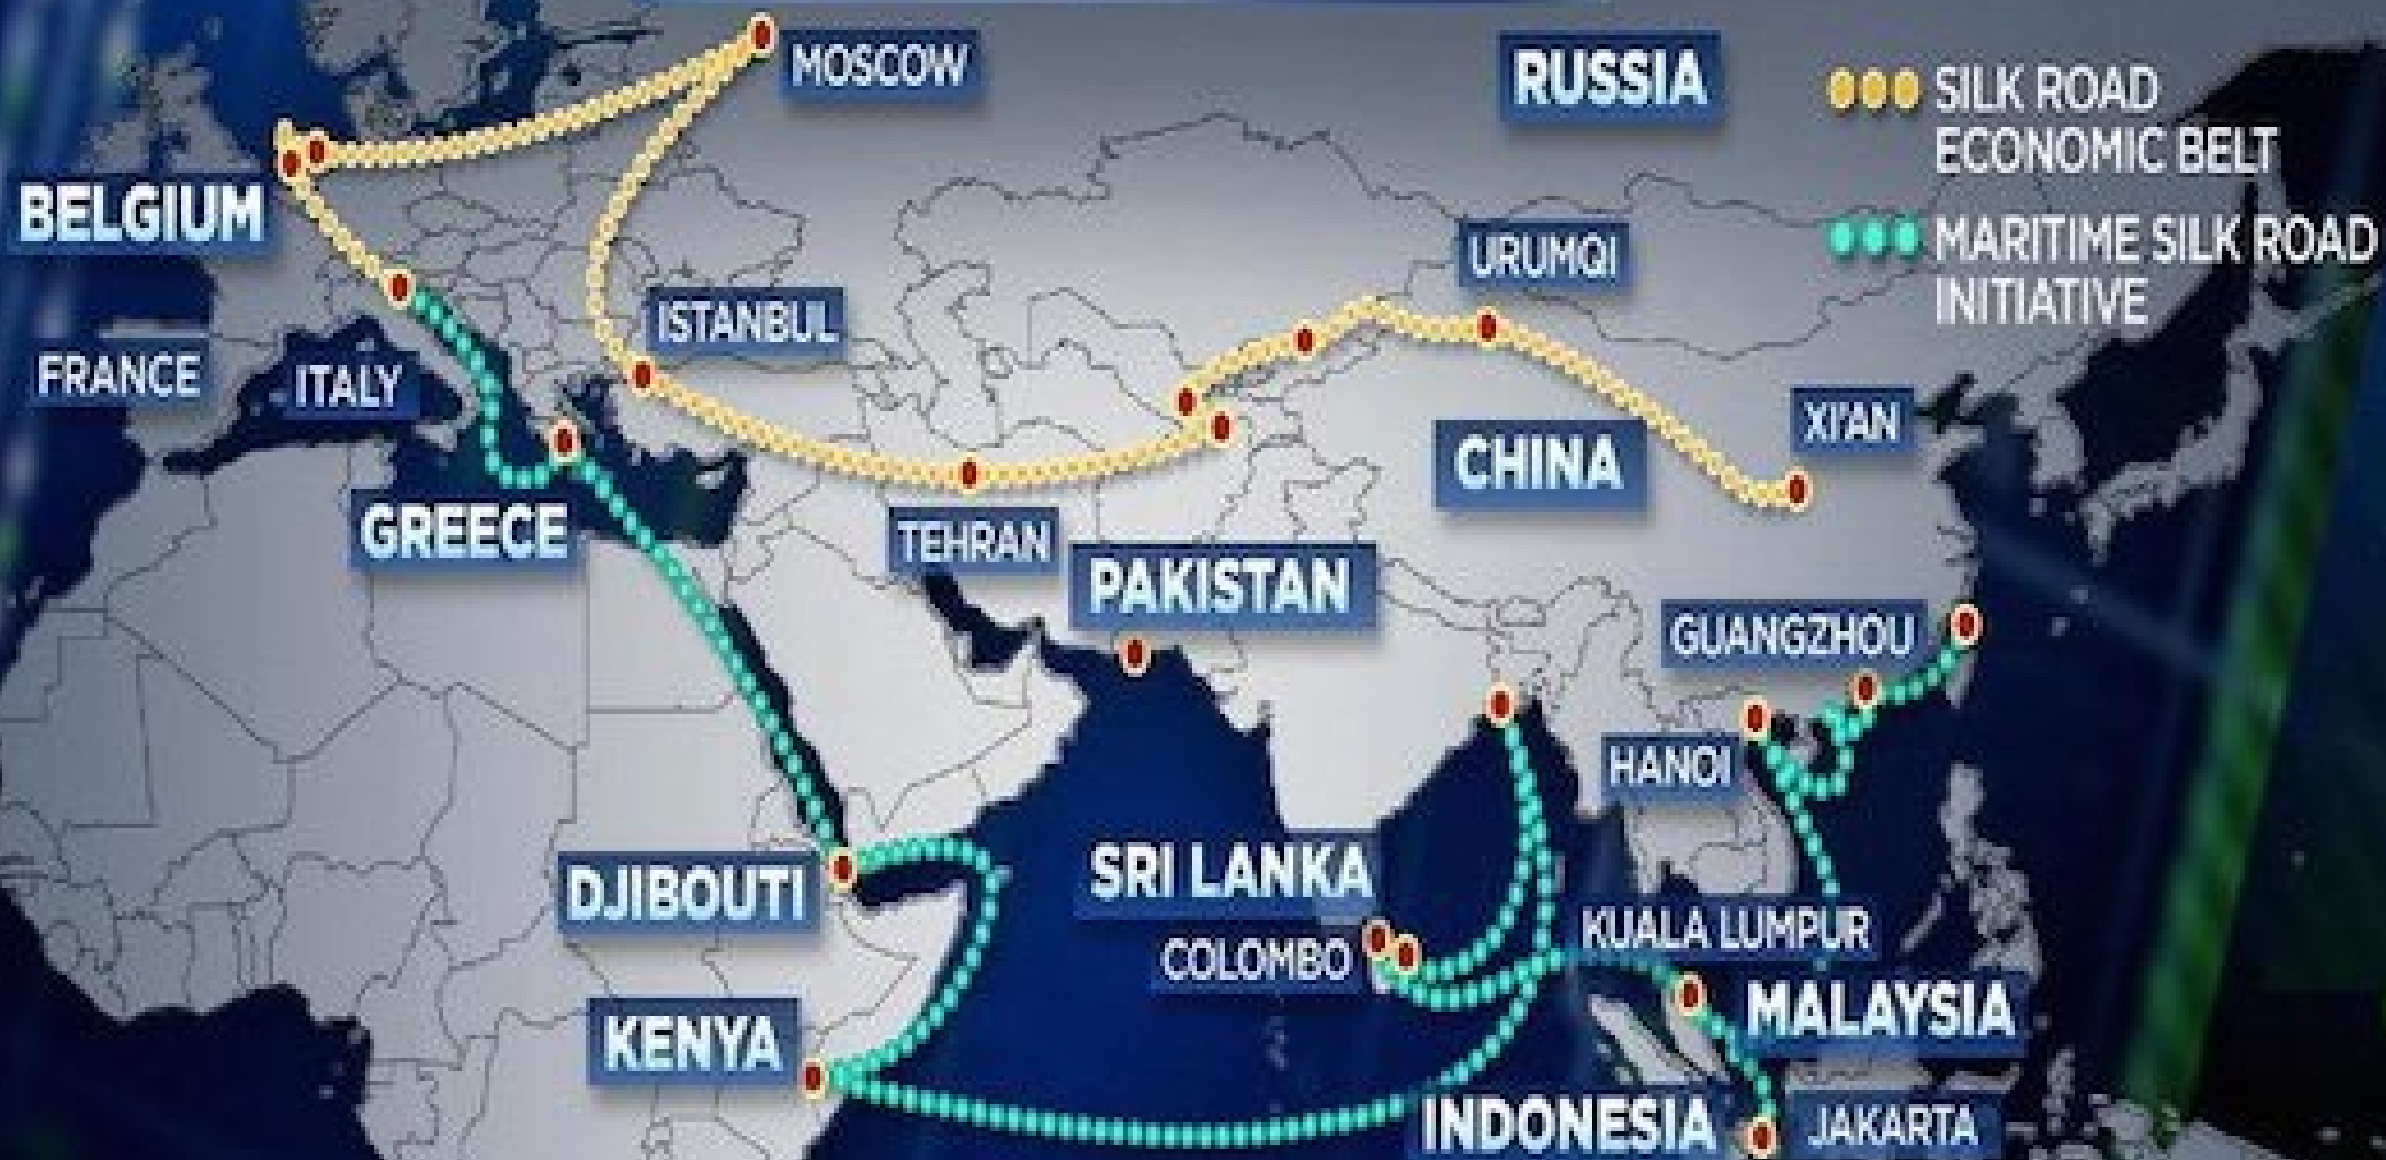 MOSCOW
RUSSIA
SILK ROAD
ECONOMIC BELT
BELGIUM
URUMQI
MARITIME SILK ROAD
INITIATIVE
ISTANBUL
FRANCE
ITALY
XI'AN
CHINA
GREECE
TEHRAN
PAKISTAN
GUANGZHOU
HANOI
SRI LANKA
DJIBOUTI
KUALA LUMPUR
COLOMBO
MALAYSIA
KENYA
INDONESIA
JAKARTA